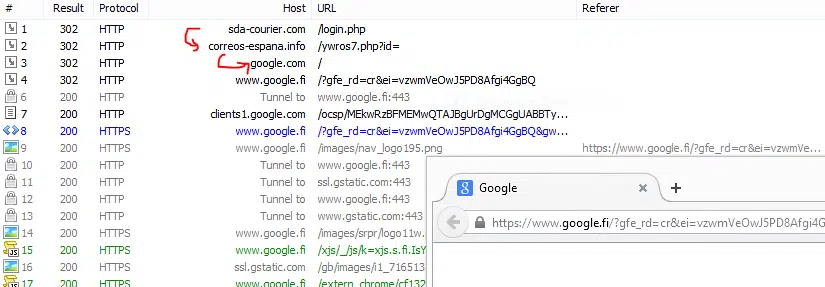 # Result Protocol Host URL Referer
1 302 HTTP sda-courier.com /login.php
2 302 HTTP correos-espana.info /ywros7.php?id=
3 302 HTTP google.com /
4 302 HTTP www.google.fi /?gfe_rd=cr&ei=vzwmVeOwJ5PD8Afgi4GgBQ
6 200 HTTP Tunnel to www.google.fi:443
7 200 HTTP clients1.google.com /ocsp/MEkwRzBFMEMwQTAJBgUrDgMCGgUABBTy...
8 200 HTTPS www.google.fi /?gfe_rd=cr&ei=vzwmVeOwJ5PD8Afgi4GgBQ&gw...
9 200 HTTPS www.google.fi /images/nav_logo195.png https://www.google.fi/?gfe_rd=cr&ei=vzwmVe...
10 200 HTTP Tunnel to www.google.fi:443
11 200 HTTP Tunnel to ssl.gstatic.com:443
12 200 HTTP Tunnel to www.google.fi:443
Google
13 200 HTTP Tunnel to www.gstatic.com:443
https://www.google.fi/?gfe_rd=cr&ei=vzwmVeOwJ5PD8Afgi4G
14 200 HTTPS www.google.fi /images/srpr/logo11w.
JS 15 200 HTTPS www.google.fi /xjs/_/js/k=xjs.s.fi.IsY
16 200 HTTPS ssl.gstatic.com /gb/images/i1_716513
JS 17 200 HTTPS www.google.fi /extern_chrome/cf132